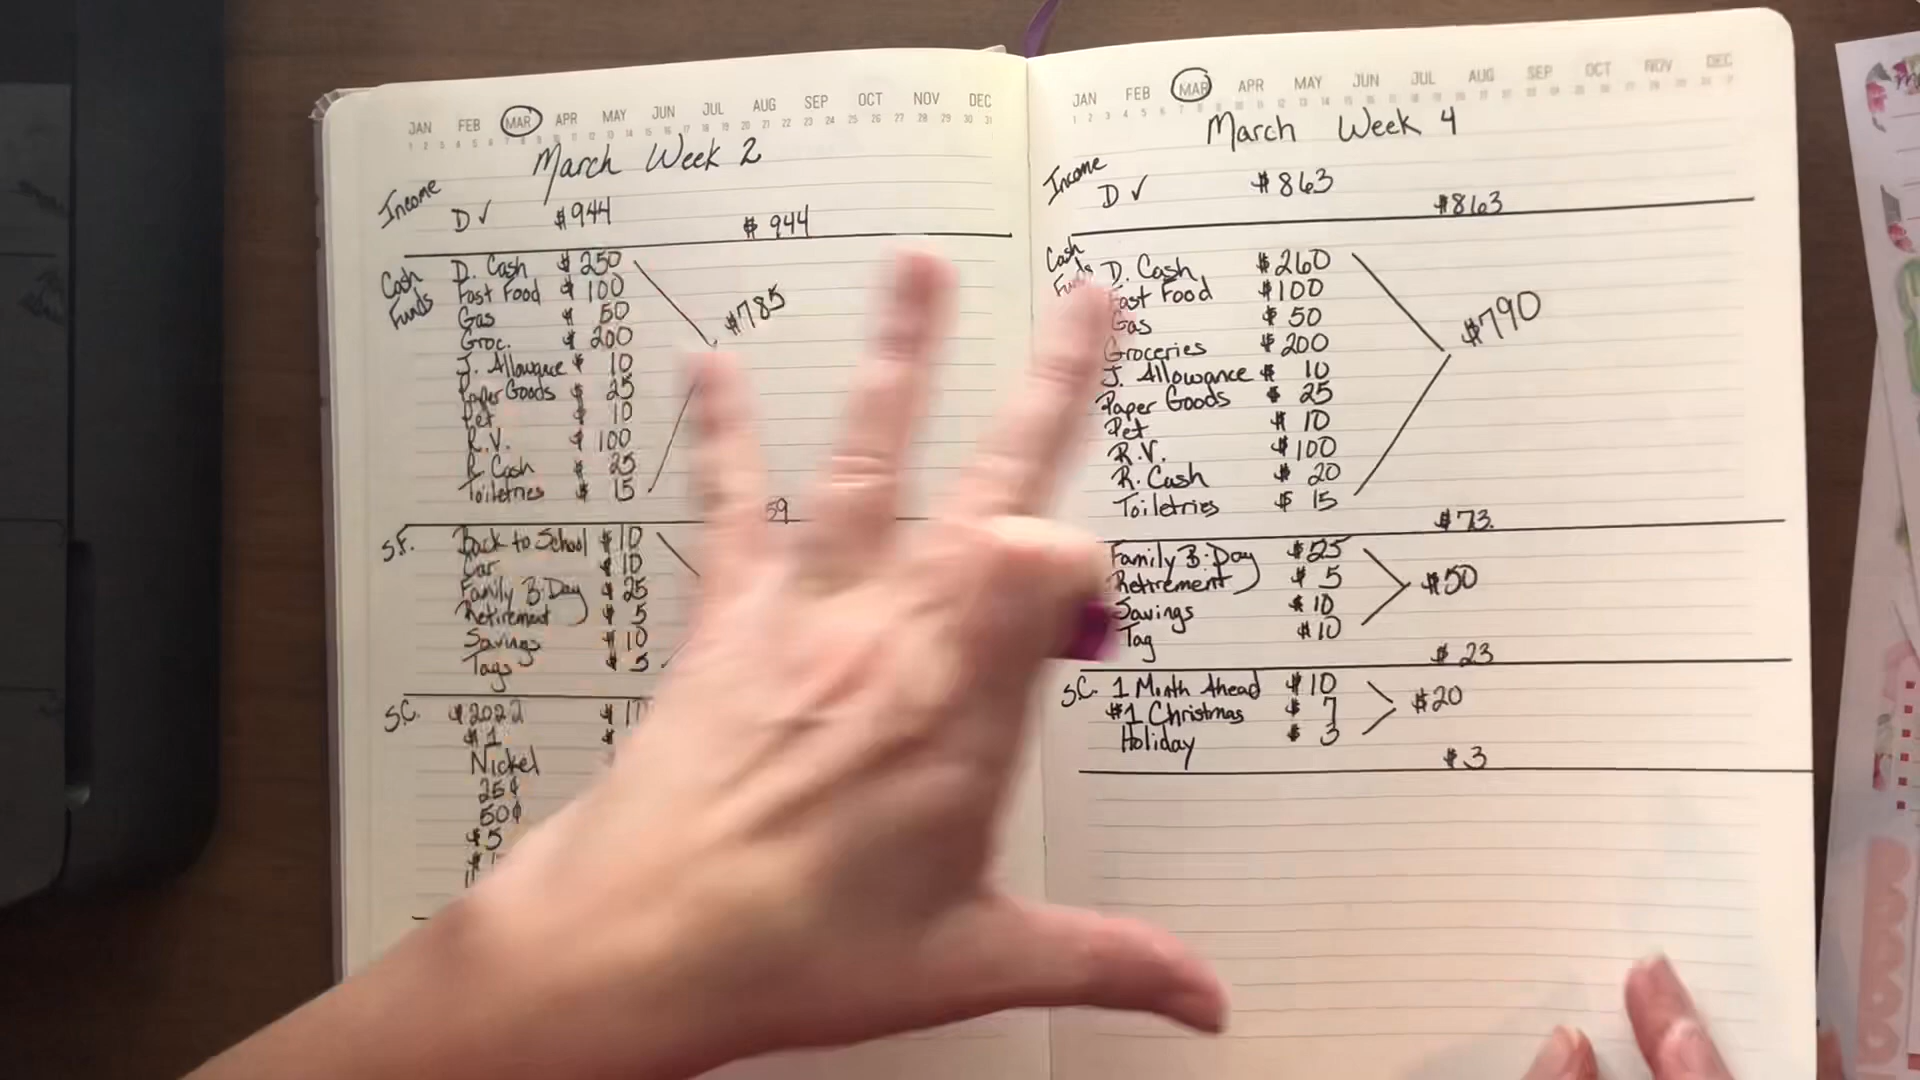 JAN FEB MAR APR MAY JUN JUL AUG SEP OCT NOV DEC
March Week 2
Income
D ✓ $944
$ 944
Cash Funds
D. Cash $ 250
Fast Food $ 100
Gas $ 50
Groc. $ 200
J. Allowance $ 10
Paper Goods $ 25
Pet $ 10
R.V. $ 100
R. Cash $ 25
Toiletries $ 15
$785
59
S.F. Back to School $10
Car $ 10
Family B-Day $ 25
Retirement $ 5
Savings $ 10
Tags $ 5
S.C. $2022
$1
Nickel
25¢
50¢
$5
JAN FEB MAR APR MAY JUN JUL AUG SEP OCT NOV DEC
March Week 4
Income
D ✓ $863
$863
Cash
D. Cash $260
Fast Food $100
Gas $ 50
Groceries $200
J. Allowance $ 10
Paper Goods $ 25
Pet $ 10
R.V. $100
R. Cash $ 20
Toiletries $ 15
$790
$73
Family B-Day $25
Retirement $ 5
Savings $10
Tag $10
$50
$ 23
S.C. 1 Month Ahead $10
#1 Christmas $ 7
Holiday $ 3
$20
$3